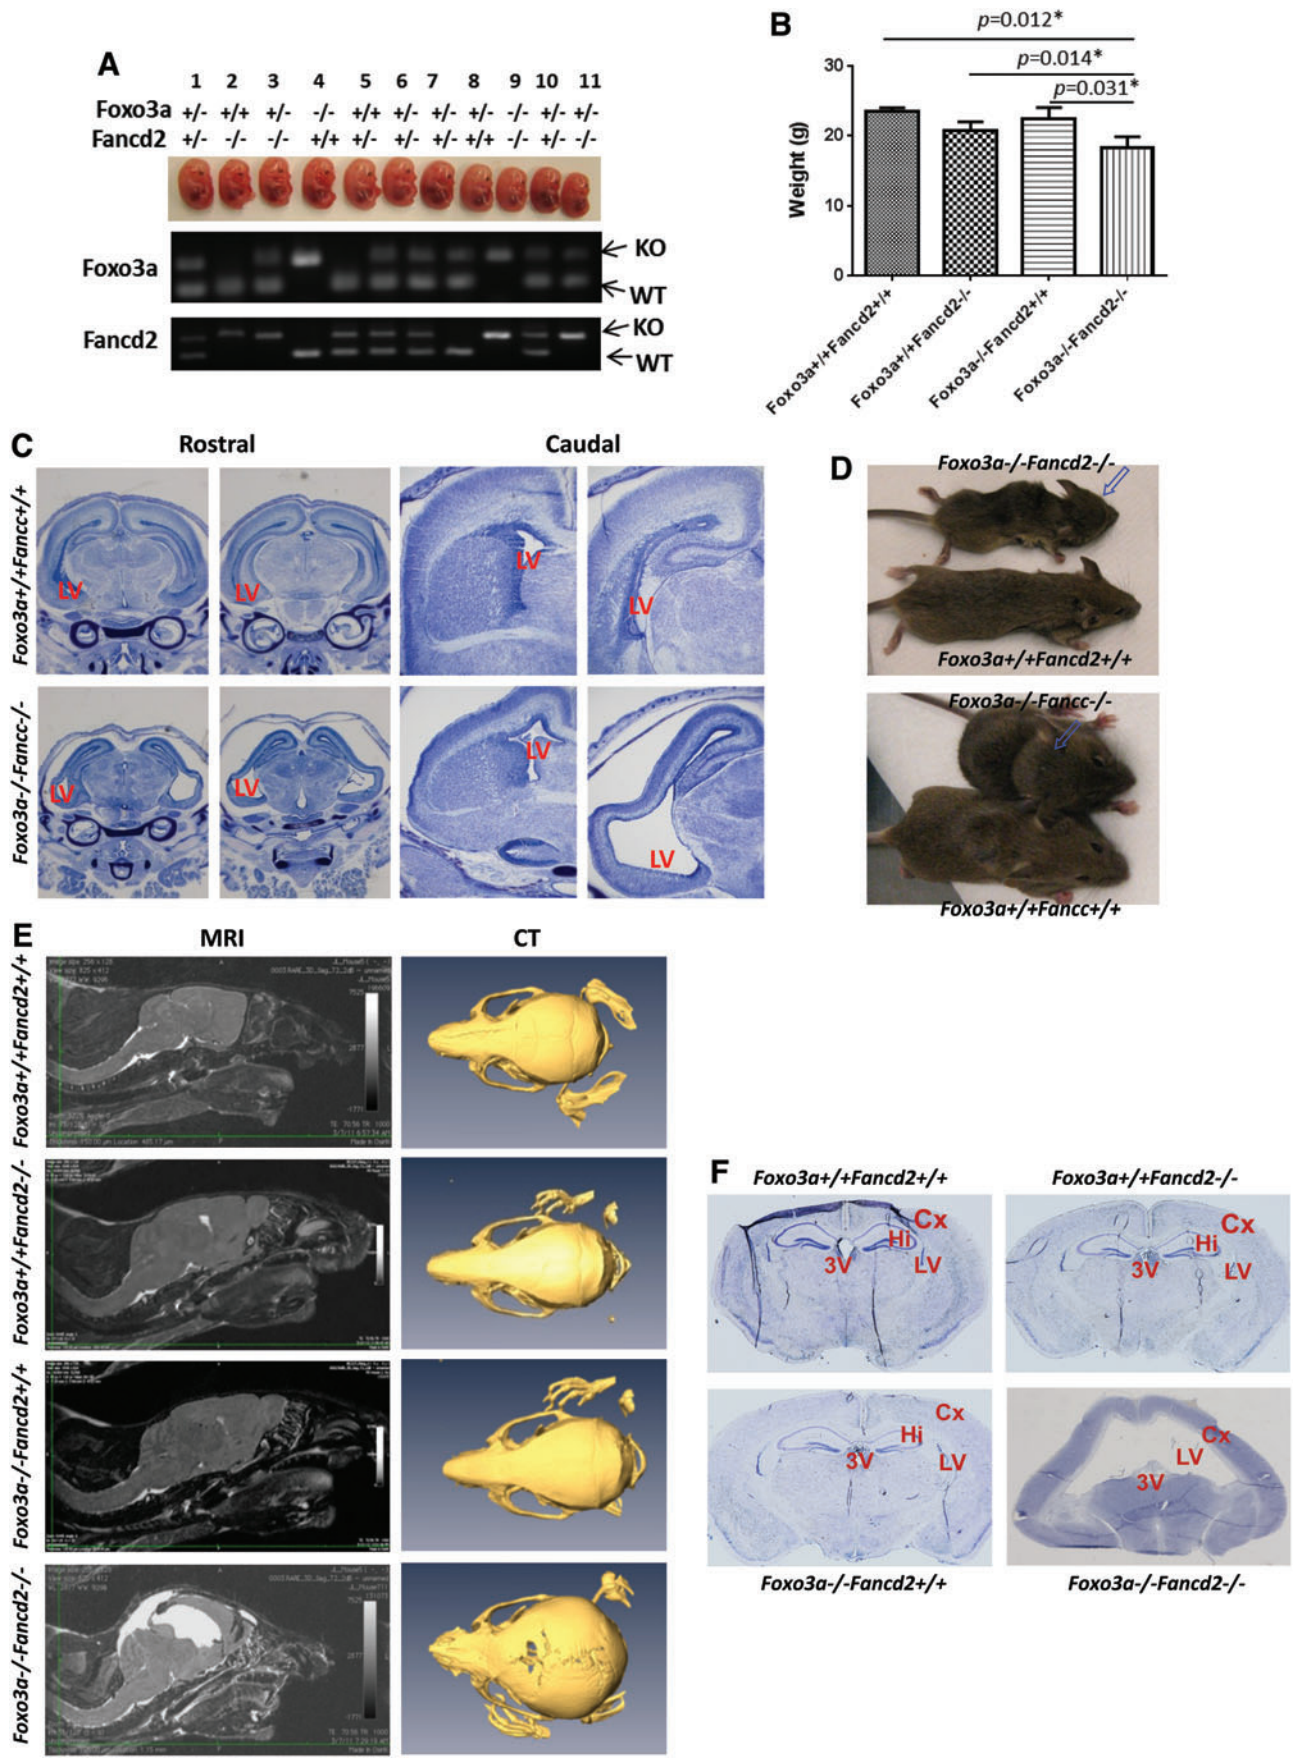 A
1 2 3 4 5 6 7 8 9 10 11
Foxo3a +/- +/+ +/- -/- +/+ +/- +/- +/- -/- +/- +/-
Fancd2 +/- -/- -/- +/+ +/- +/- +/- +/+ -/- +/- -/-
Foxo3a
KO
WT
Fancd2
KO
WT
B
p=0.012*
p=0.014*
p=0.031*
Weight (g)
30
20
10
0
Foxo3a+/+Fancd2+/+
Foxo3a+/+Fancd2-/-
Foxo3a-/-Fancd2+/+
Foxo3a-/-Fancd2-/-
C
Rostral
Caudal
Foxo3a+/+Fancc+/+
LV
LV
LV
LV
Foxo3a-/-Fancc-/-
LV
LV
LV
LV
D
Foxo3a-/-Fancd2-/-
Foxo3a+/+Fancd2+/+
Foxo3a-/-Fancc-/-
Foxo3a+/+Fancc+/+
E
MRI
CT
Foxo3a+/+Fancd2+/+
Foxo3a+/+Fancd2-/-
Foxo3a-/-Fancd2+/+
Foxo3a-/-Fancd2-/-
F
Foxo3a+/+Fancd2+/+
Foxo3a+/+Fancd2-/-
Cx
Hi
3V
LV
Cx
Hi
3V
LV
Cx
Hi
3V
LV
Cx
LV
3V
Foxo3a-/-Fancd2+/+
Foxo3a-/-Fancd2-/-